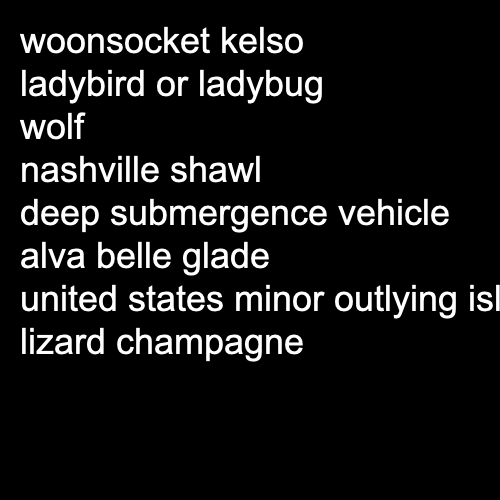 woonsocket kelso
ladybird or ladybug
wolf
nashville shawl
deep submergence vehicle
alva belle glade
united states minor outlying isl
lizard champagne